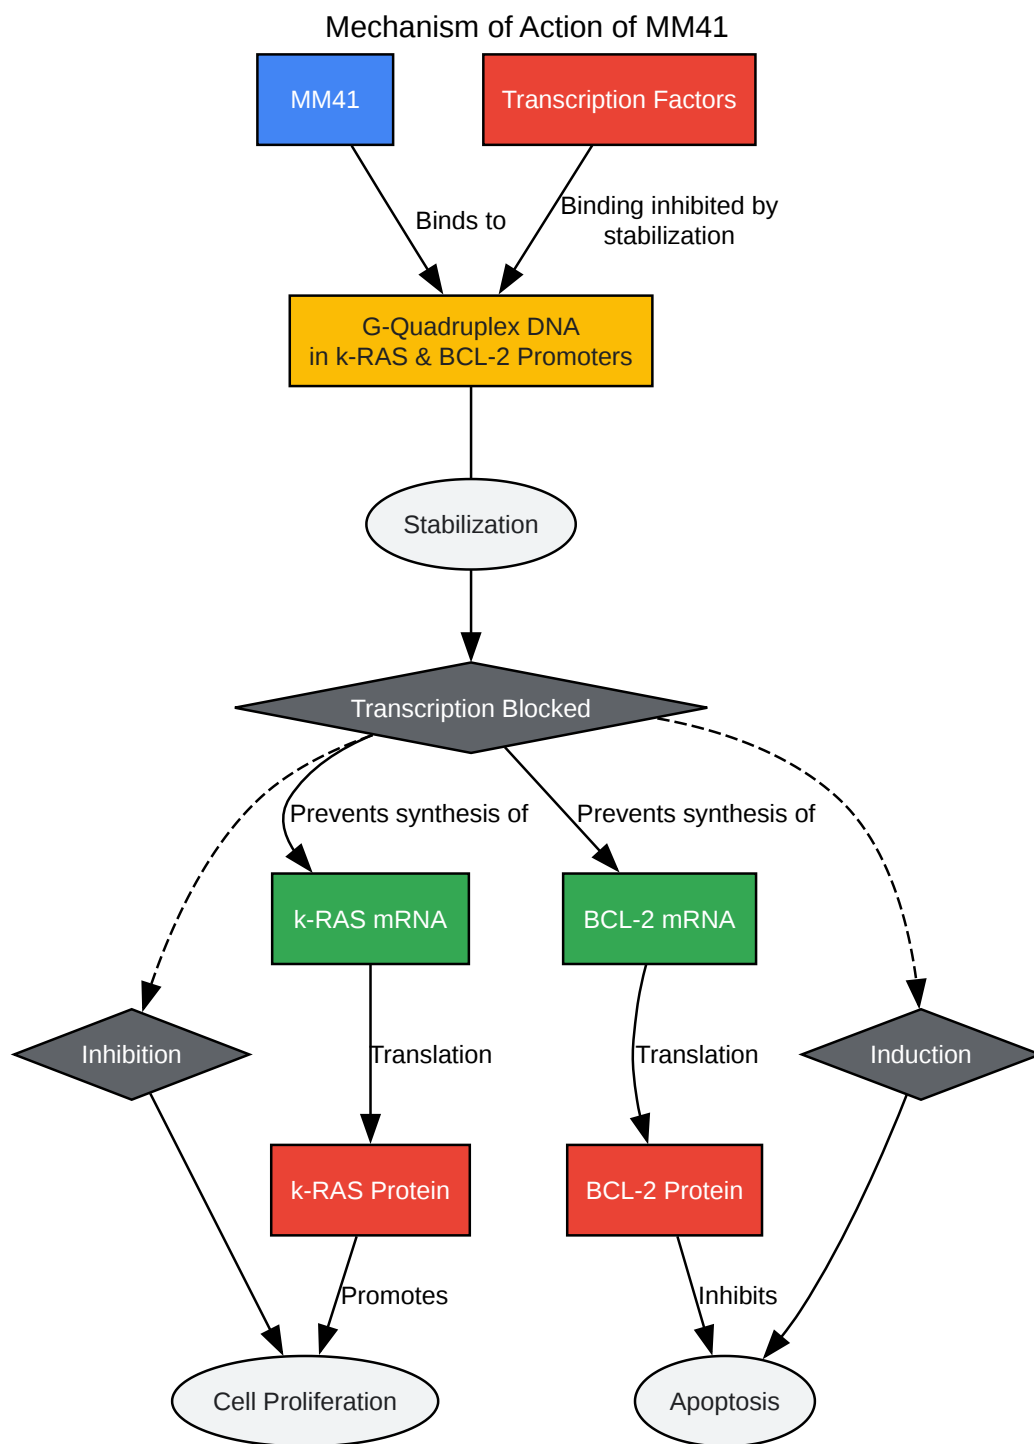 Mechanism of Action of MM41
MM41
Transcription Factors
Binds to
Binding inhibited by
stabilization
G-Quadruplex DNA
in k-RAS & BCL-2 Promoters
Stabilization
Transcription Blocked
Prevents synthesis of
Prevents synthesis of
k-RAS mRNA
BCL-2 mRNA
Inhibition
Translation
Translation
Induction
k-RAS Protein
BCL-2 Protein
Promotes
Inhibits
Cell Proliferation
Apoptosis